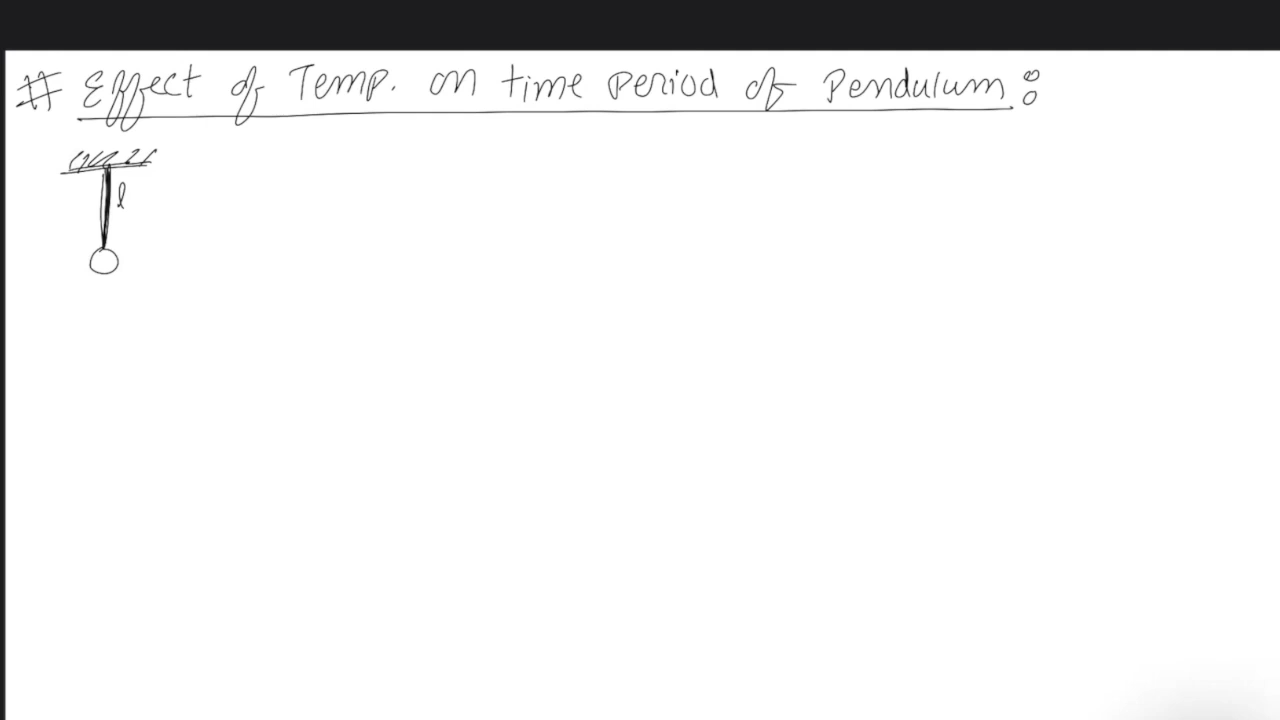 # Effect of Temp. on time period of Pendulum :
l